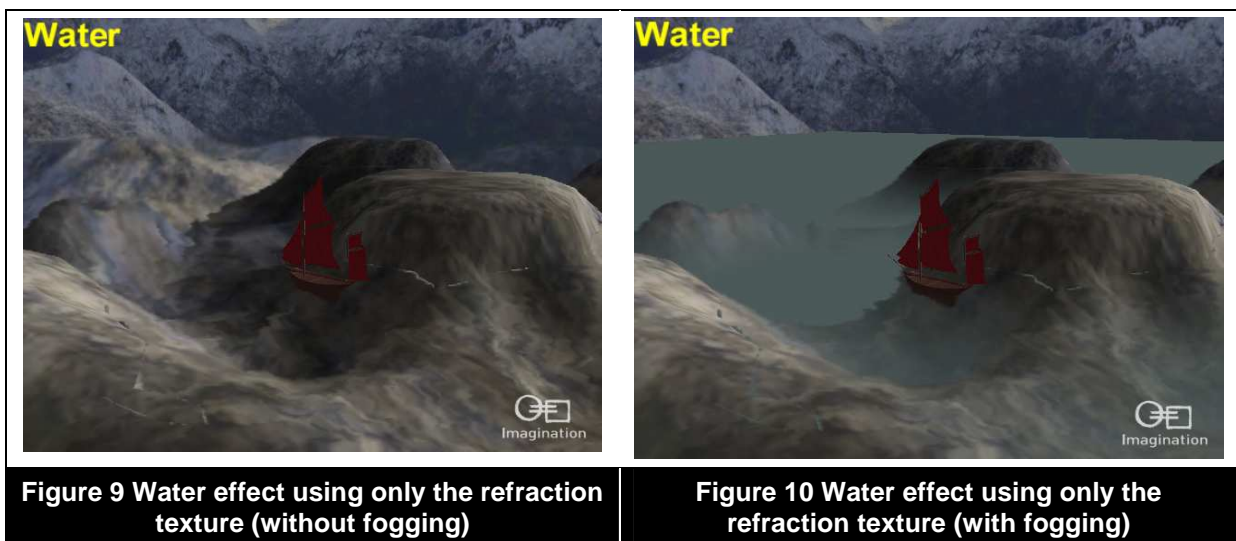 Water
Imagination
Water
Imagination
Figure 9 Water effect using only the refraction
texture (without fogging)
Figure 10 Water effect using only the
refraction texture (with fogging)